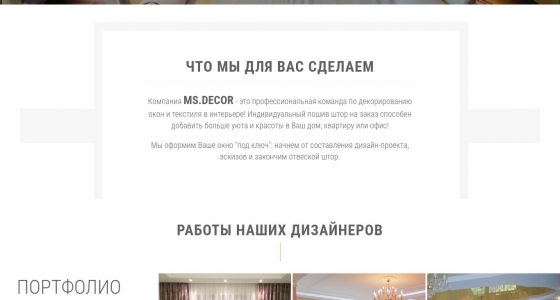 ЧТО МЫ ДЛЯ ВАС СДЕЛАЕМ
Компания MS.DECOR - это профессиональная команда по декорированию
окон и текстиля в интерьере! Индивидуальный пошив штор на заказ способен
добавить больше уюта и красоты в Ваш дом, квартиру или офис!
Мы оформим Ваше окно "под ключ": начнем от составления дизайн-проекта,
эскизов и закончим отвеской штор.
РАБОТЫ НАШИХ ДИЗАЙНЕРОВ
ПОРТФОЛИО